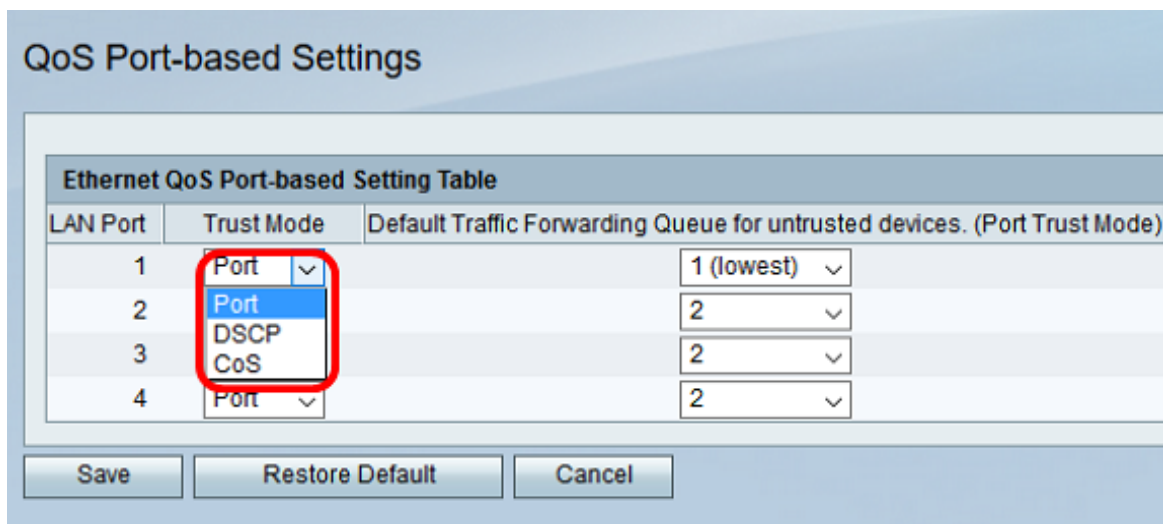 QoS Port-based Settings
Ethernet QoS Port-based Setting Table
LAN Port Trust Mode Default Traffic Forwarding Queue for untrusted devices. (Port Trust Mode)
1 Port 1 (lowest)
2 Port 2
DSCP
3 CoS 2
4 Port 2
Save Restore Default Cancel